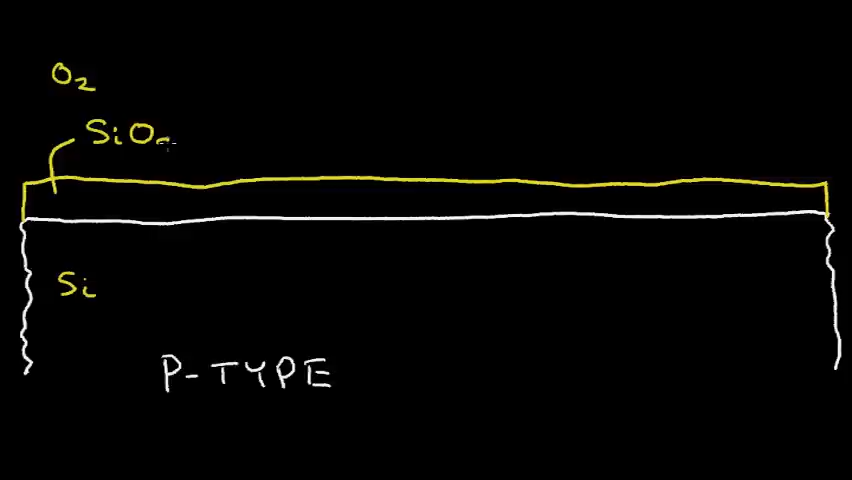 O₂
SiO₂
Si
P-TYPE